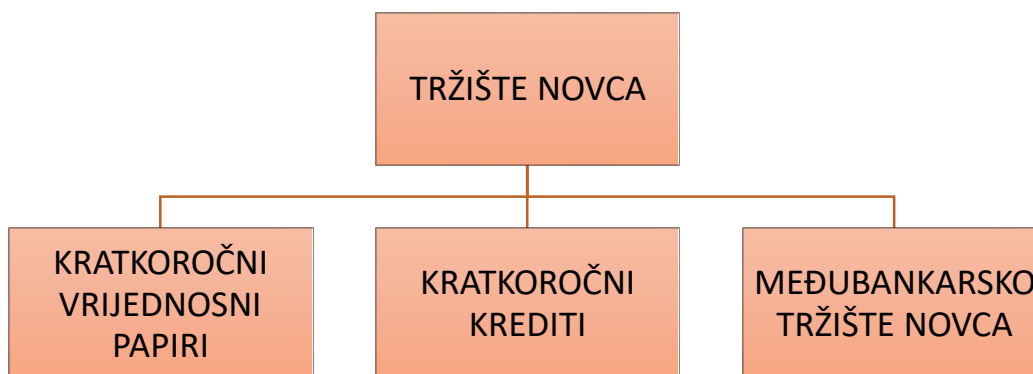 TRŽIŠTE NOVCA
KRATKOROČNI
VRIJEDNOSNI
PAPIRI
KRATKOROČNI
KREDITI
MEĐUBANKARSKO
TRŽIŠTE NOVCA